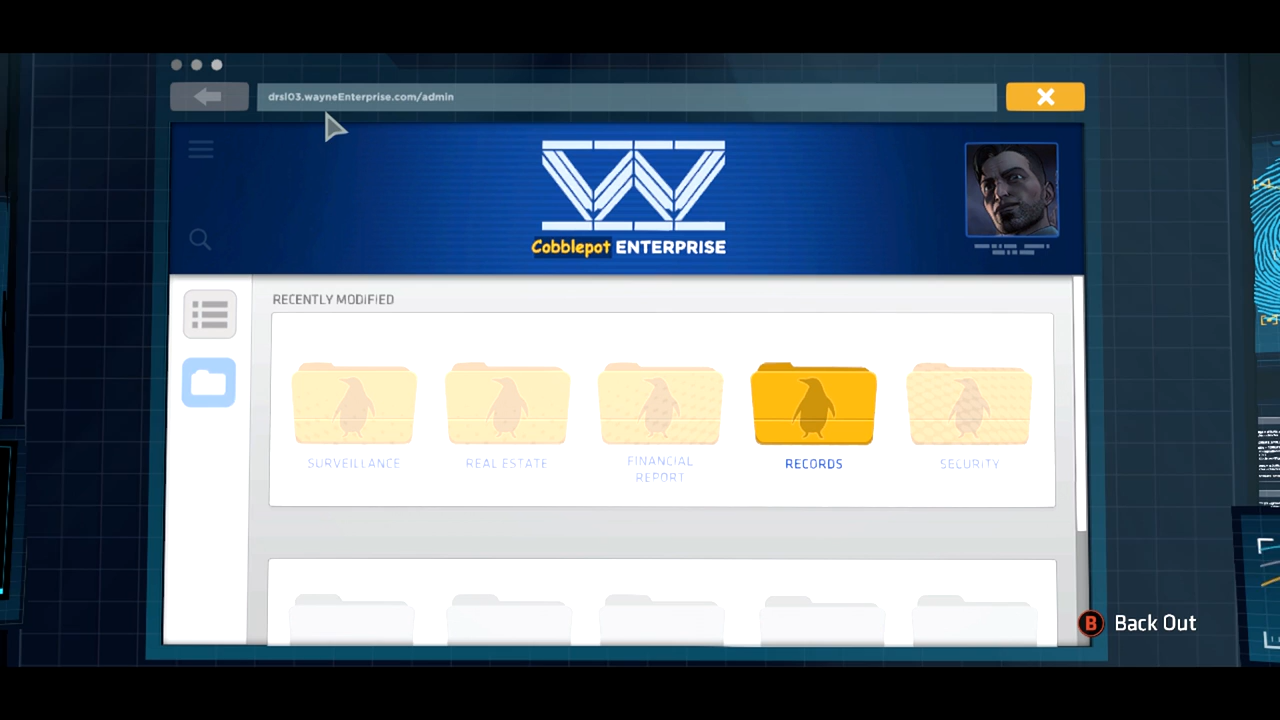 drsl03.wayneEnterprise.com/admin
Cobblepot ENTERPRISE
RECENTLY MODIFIED
SURVEILLANCE
REAL ESTATE
FINANCIAL
REPORT
RECORDS
SECURITY
B Back Out